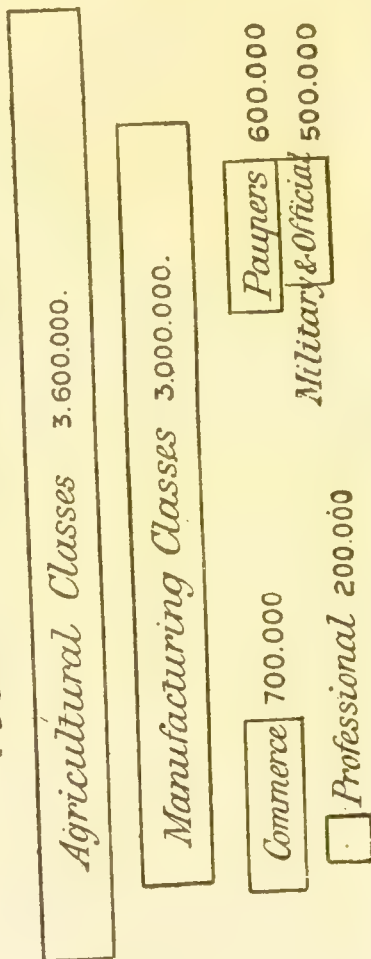 Agricultural Classes 3.600.000.
Manufacturing Classes 3.000.000.
Commerce 700.000
Paupers 600.000
Professional 200.000
Military & Official 500.000